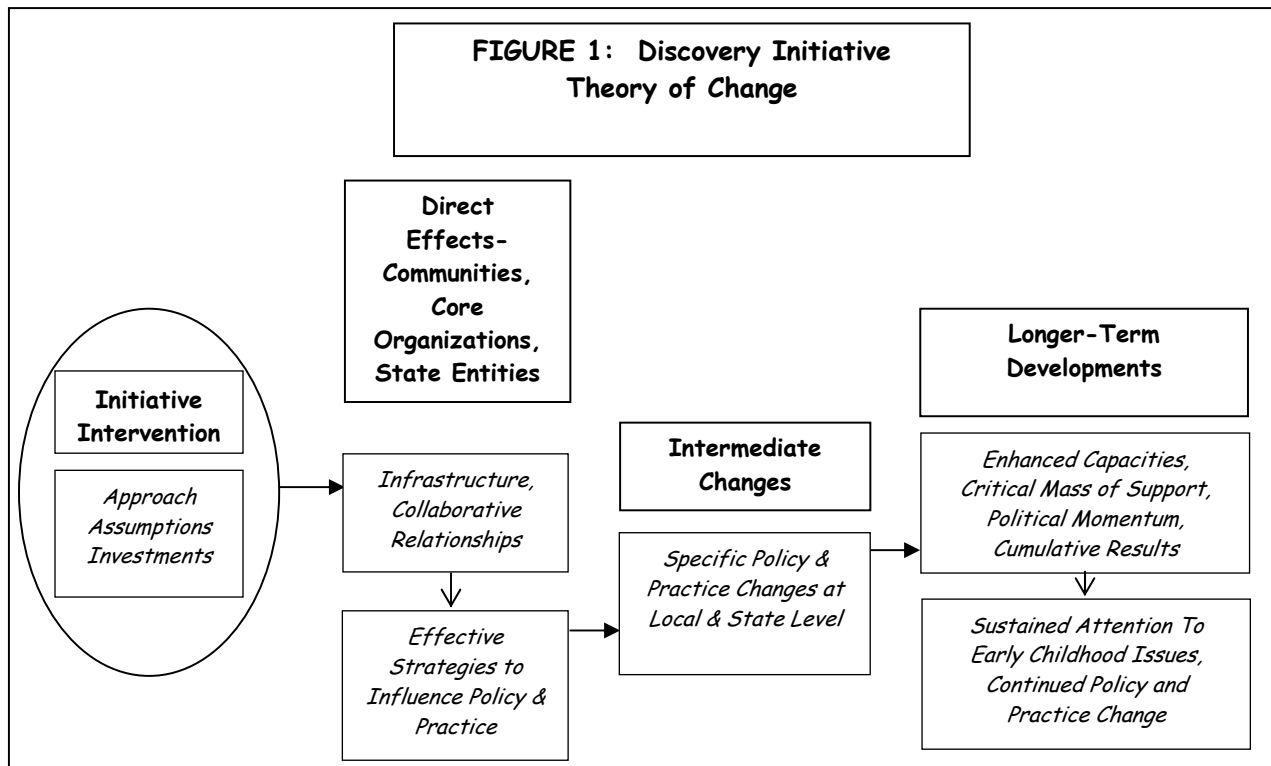 FIGURE 1:  Discovery Initiative
Theory of Change
Direct
Effects-
Communities,
Core
Organizations,
State Entities
Initiative
Intervention
Approach
Assumptions
Investments
Infrastructure,
Collaborative
Relationships
Effective
Strategies to
Influence Policy &
Practice
Intermediate
Changes
Specific Policy &
Practice Changes at
Local & State Level
Longer-Term
Developments
Enhanced Capacities,
Critical Mass of Support,
Political Momentum,
Cumulative Results
Sustained Attention To
Early Childhood Issues,
Continued Policy and
Practice Change